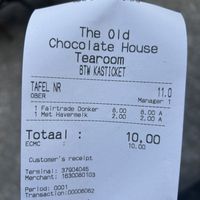 The Old
Chocolate House
Tearoom
BTW KASTICKET
TAFEL NR 11.0
OBER Manager 1
1 Fairtrade Donker 8.00 8.00 A
1 Met Havermelk 2.00 2.00 A
Totaal : 10,00
ECMC : 10.00
Customer's receipt
Terminal: 37904045
Merchant: 1630080103
Period: 0001
Transaction:00006062